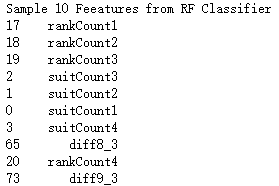 Sample 10 Feeatures from RF Classifier
17 rankCount1
18 rankCount2
19 rankCount3
2 suitCount3
1 suitCount2
0 suitCount1
3 suitCount4
65 diff8_3
20 rankCount4
73 diff9_3